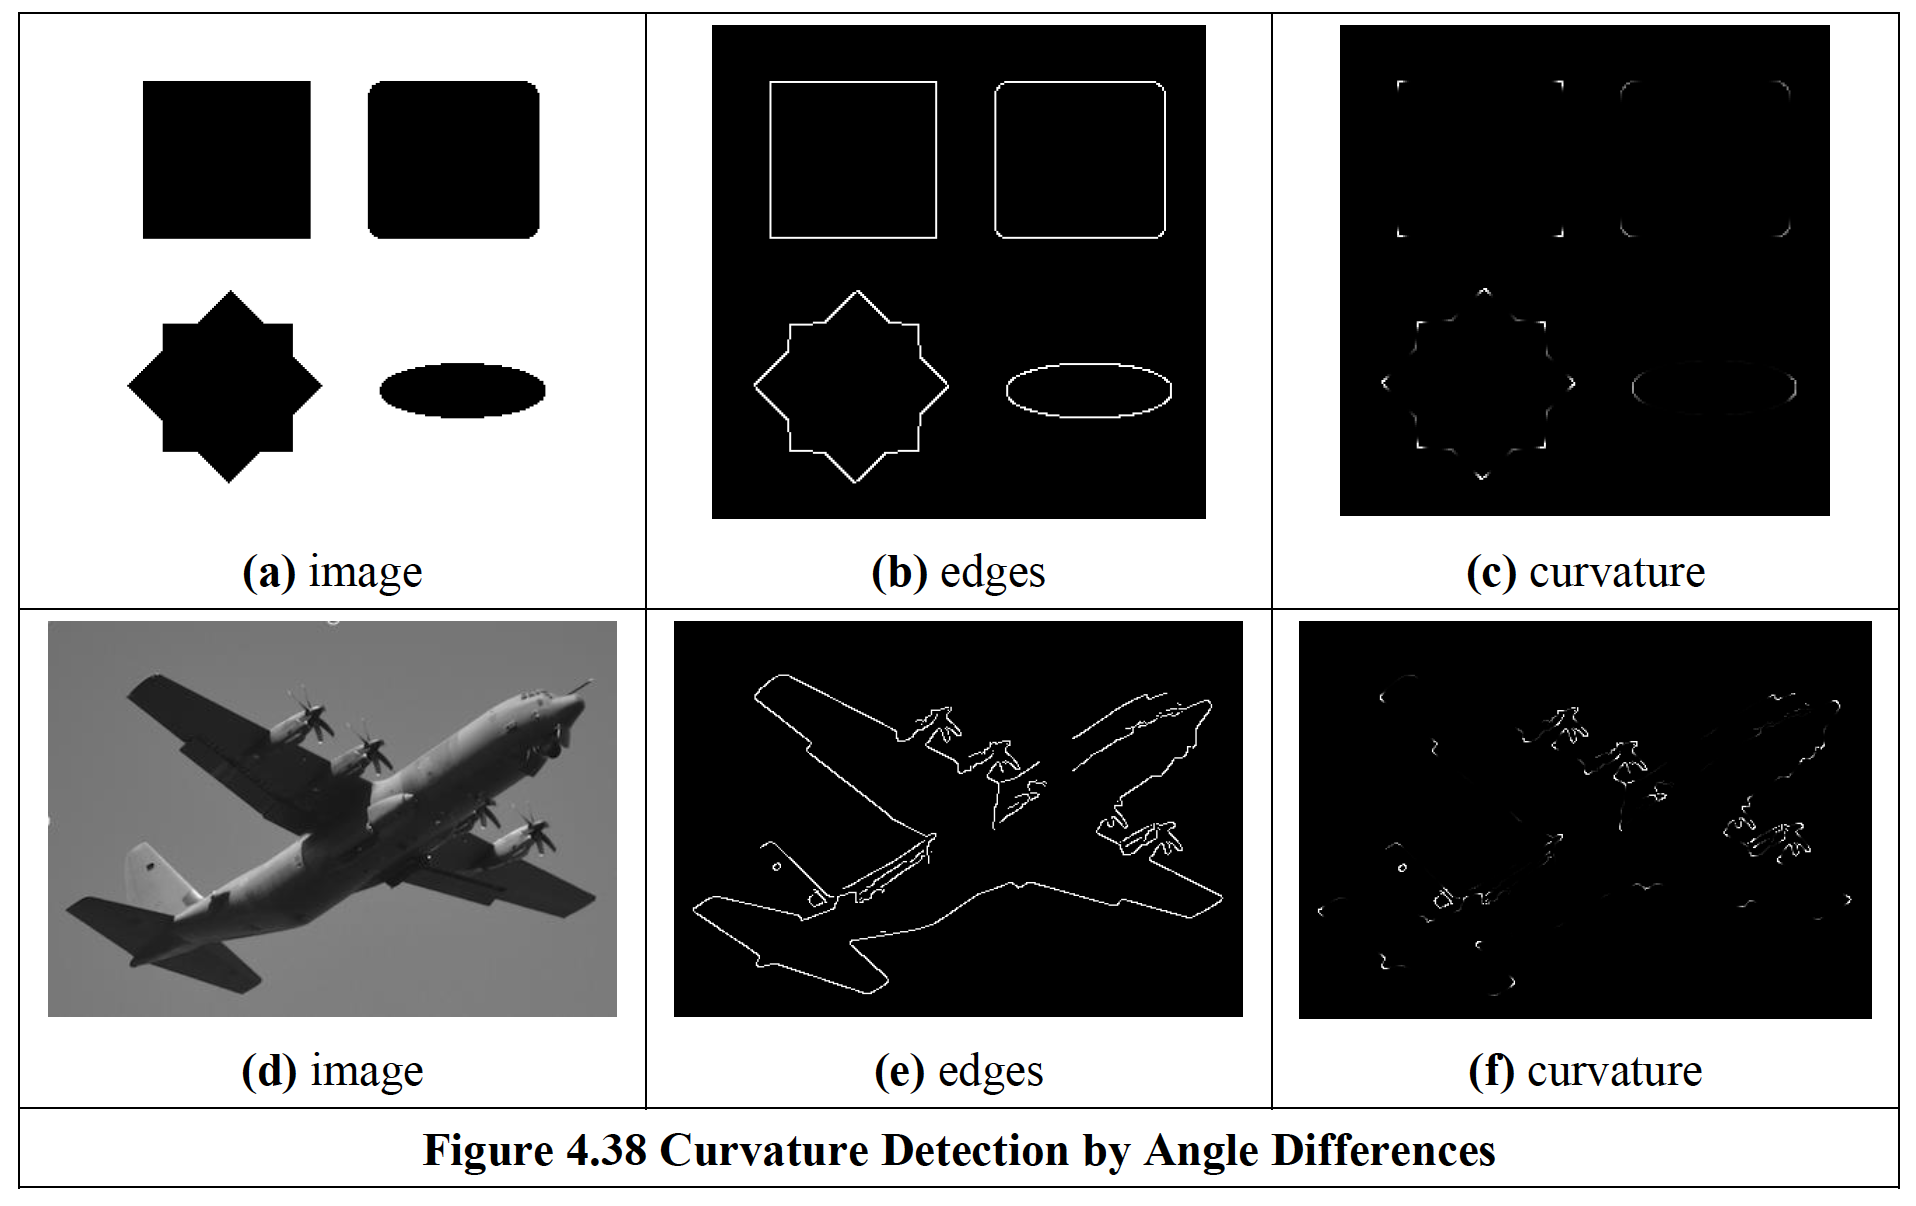 (a) image
(b) edges
(c) curvature
(d) image
(e) edges
(f) curvature
Figure 4.38 Curvature Detection by Angle Differences